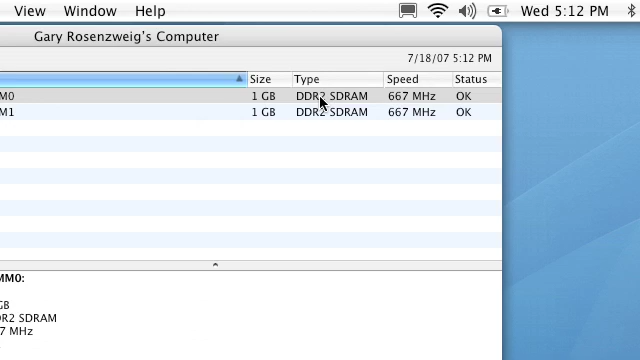 View Window Help Wed 5:12 PM
Gary Rosenzweig's Computer
7/18/07 5:12 PM
Size Type Speed Status
M0 1 GB DDR2 SDRAM 667 MHz OK
M1 1 GB DDR2 SDRAM 667 MHz OK
MM0:
GB
R2 SDRAM
7 MHz